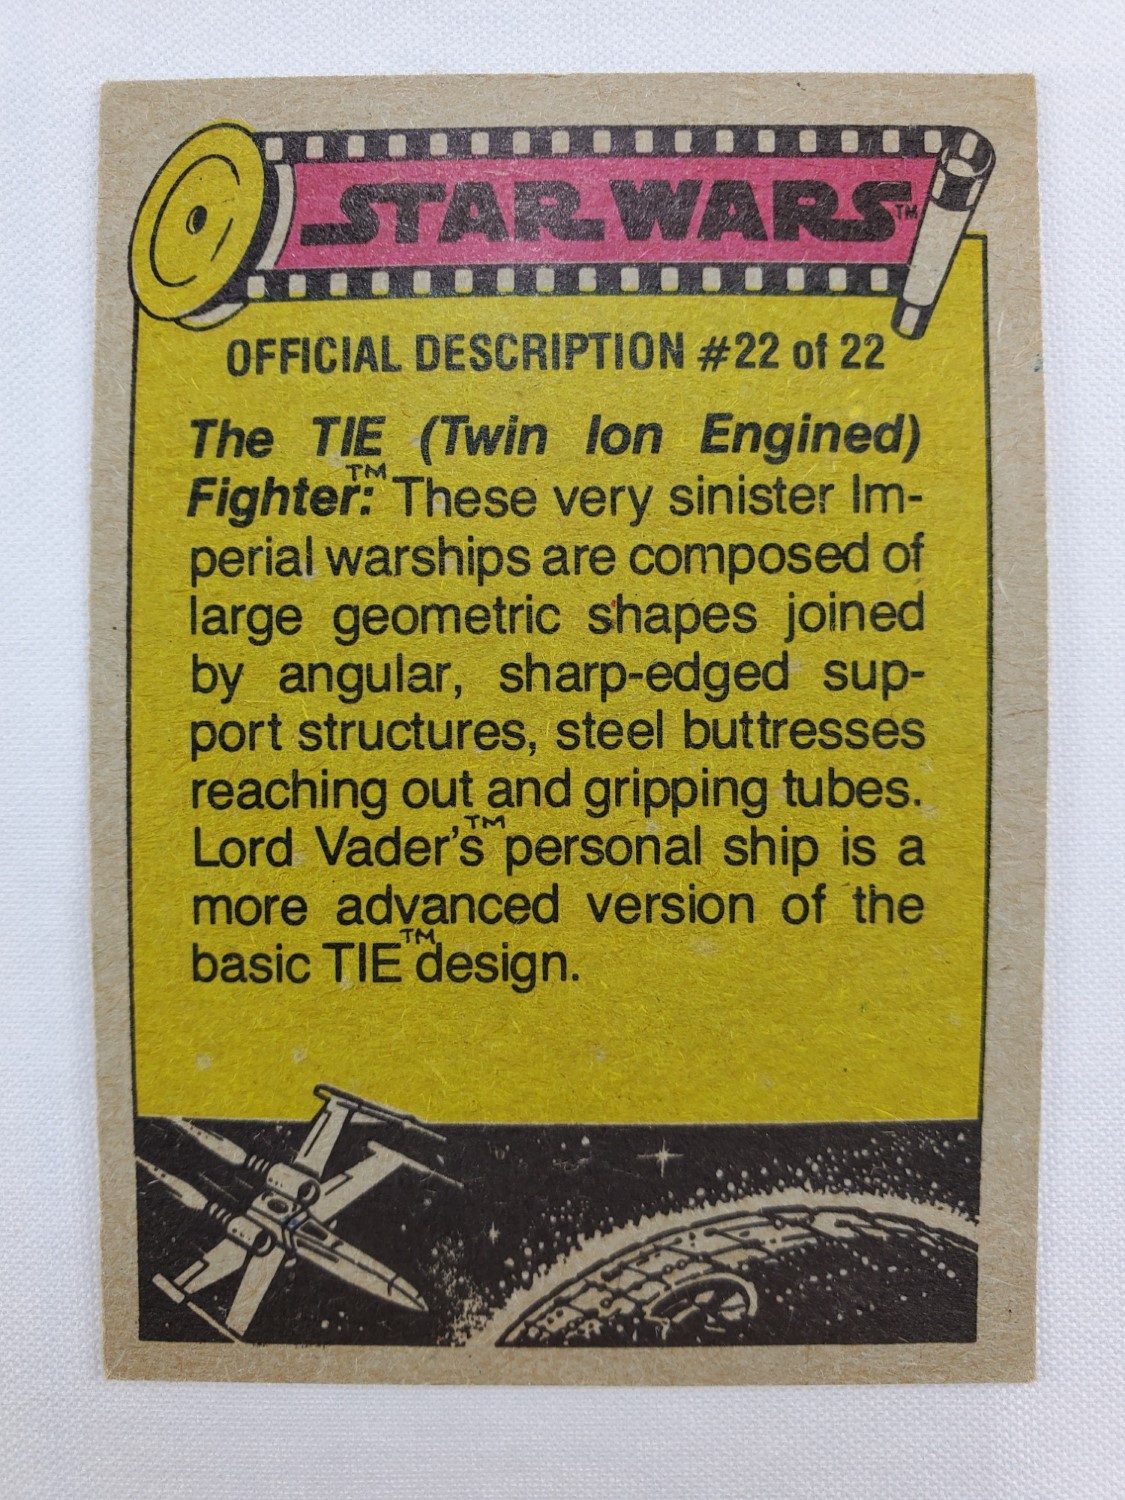 STAR WARS™
OFFICIAL DESCRIPTION #22 of 22
The TIE (Twin Ion Engined)
Fighter:™ These very sinister Im-
perial warships are composed of
large geometric shapes joined
by angular, sharp-edged sup-
port structures, steel buttresses
reaching out and gripping tubes.
Lord Vader's™ personal ship is a
more advanced version of the
basic TIE™ design.